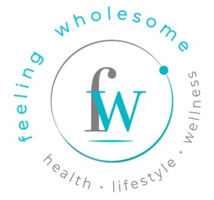 feeling wholesome
fw
health · lifestyle · wellness